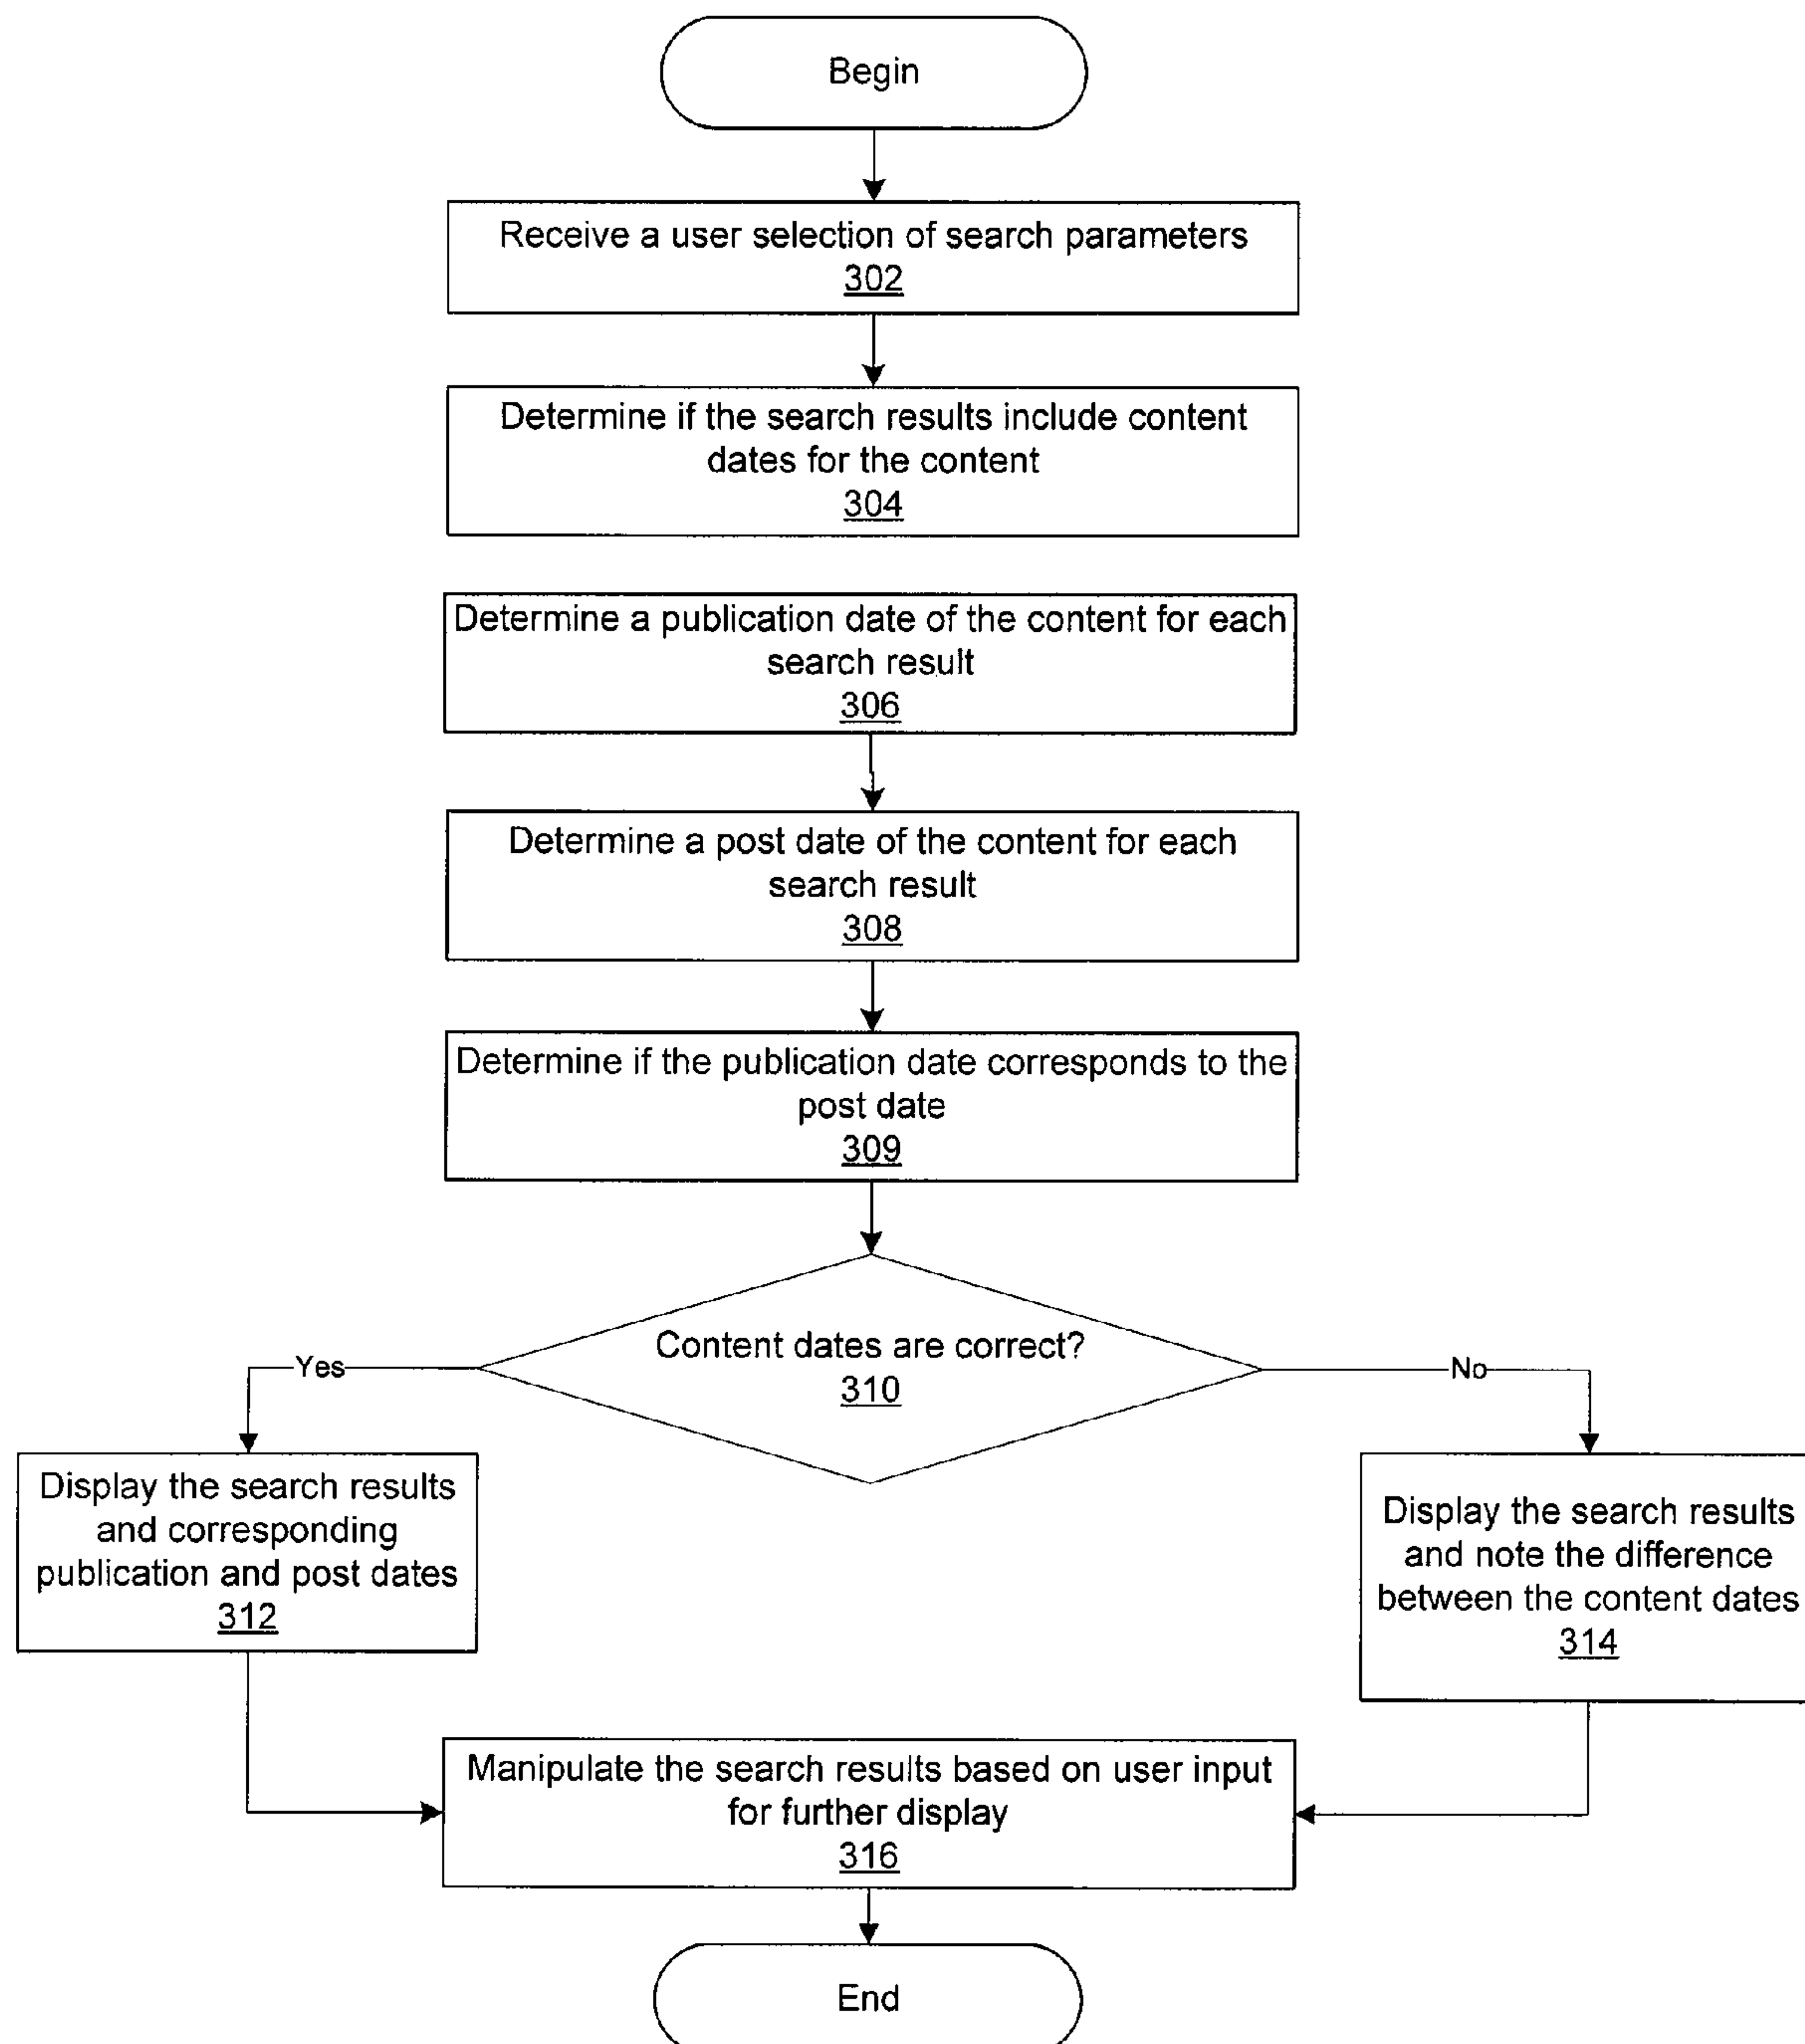 Begin
Receive a user selection of search parameters
302
Determine if the search results include content
dates for the content
304
Determine a publication date of the content for each
search result
306
Determine a post date of the content for each
search result
308
Determine if the publication date corresponds to the
post date
309
Content dates are correct?
310
Yes
No
Display the search results
and corresponding
publication and post dates
312
Display the search results
and note the difference
between the content dates
314
Manipulate the search results based on user input
for further display
316
End